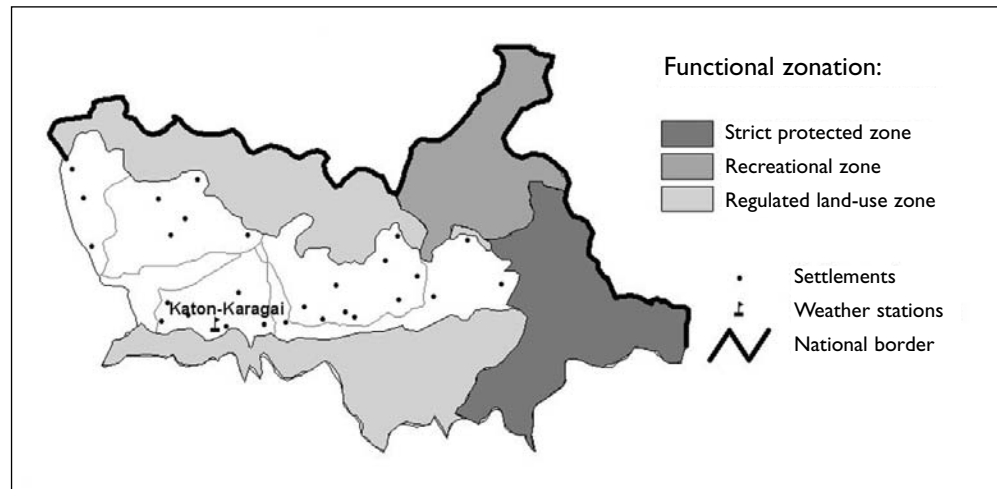 Functional zonation:
Strict protected zone
Recreational zone
Regulated land-use zone
Settlements
Katon-Karagai
Weather stations
National border